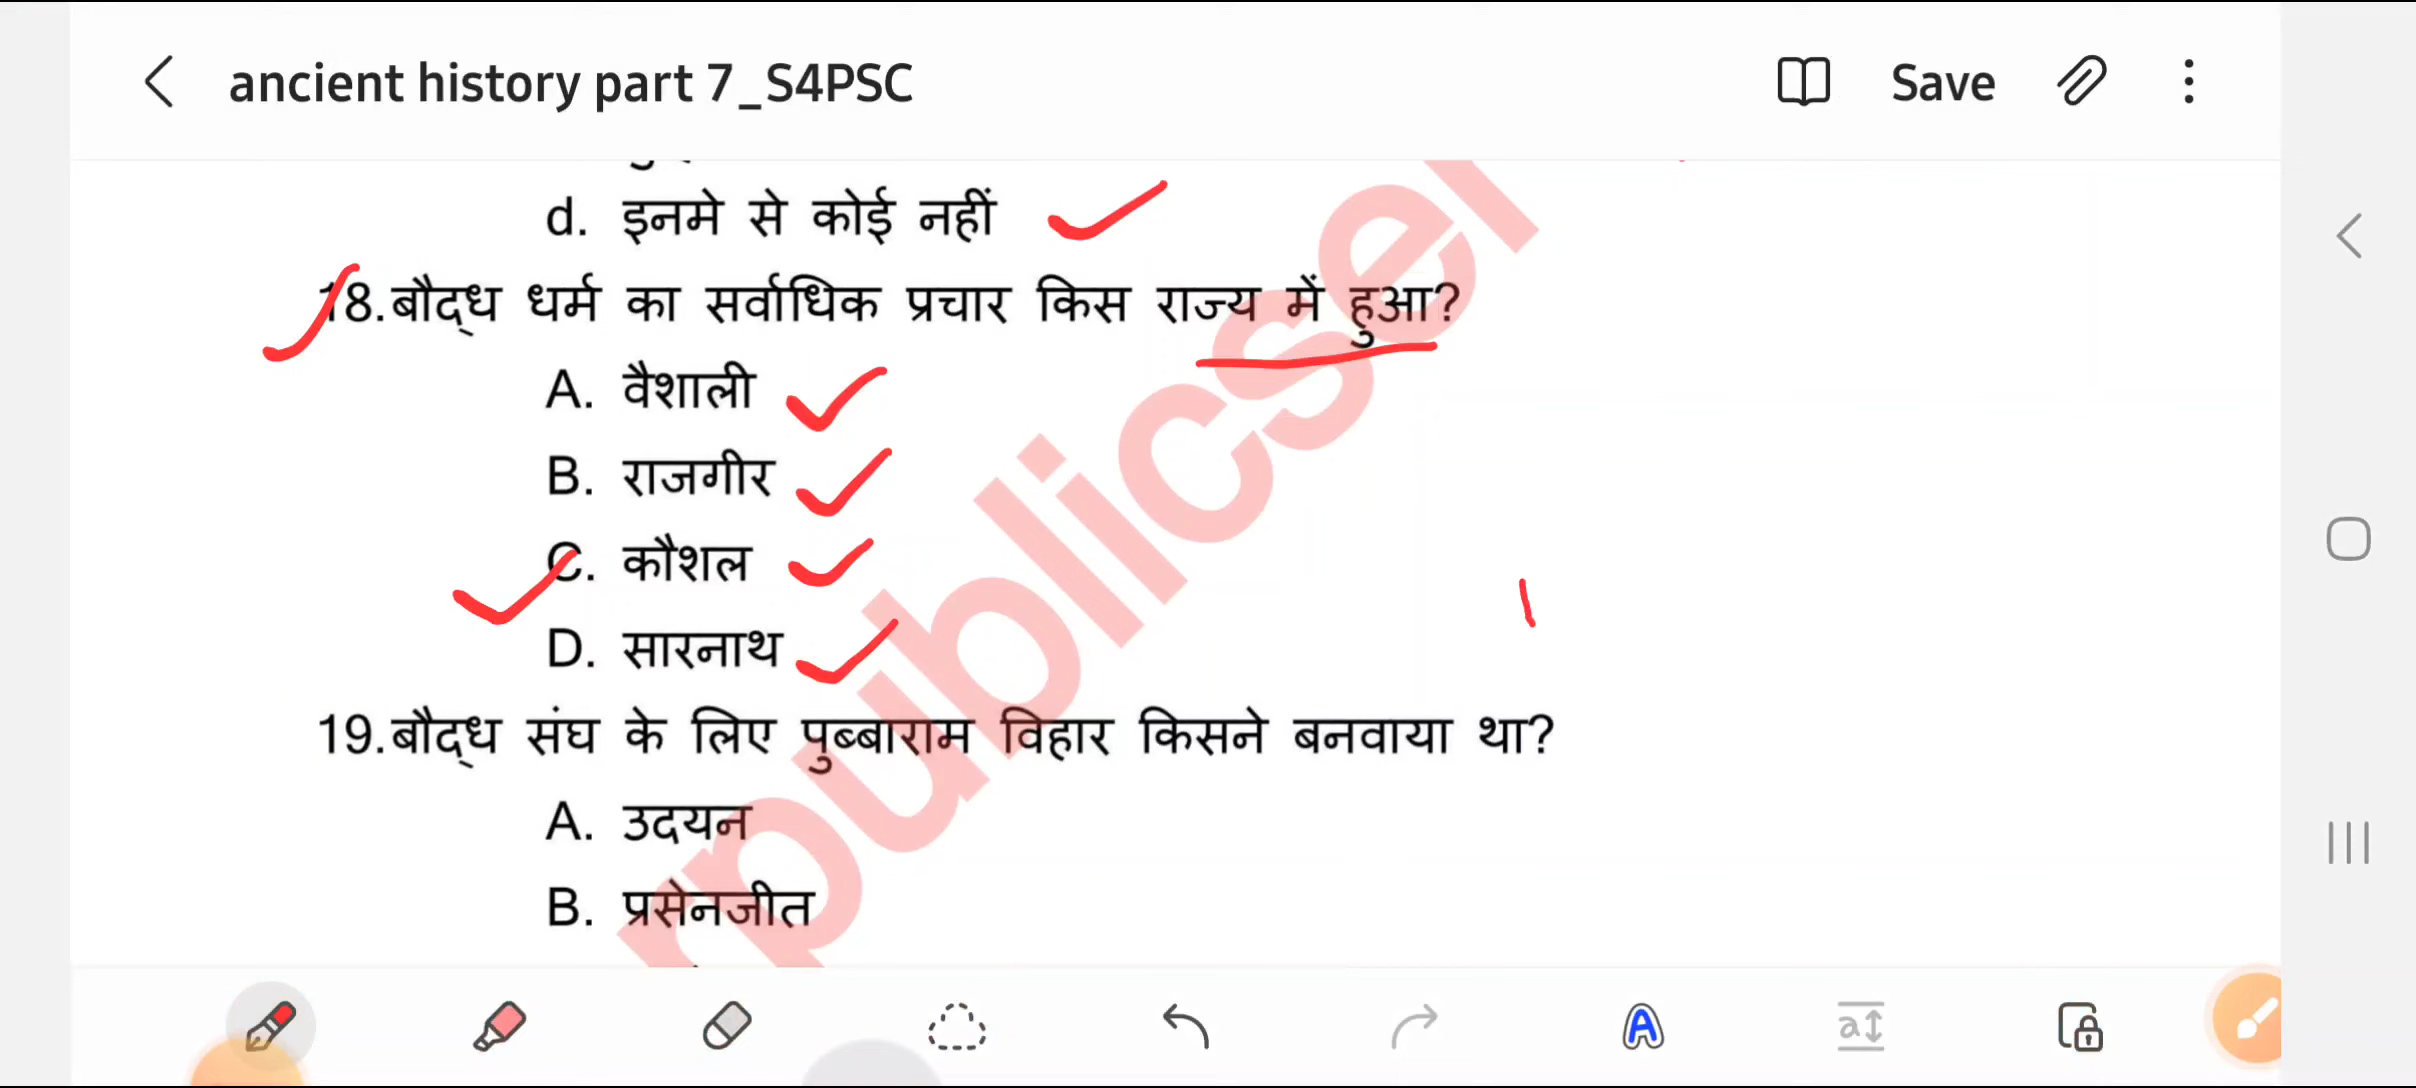 ancient history part 7_S4PSC
Save
d. इनमे से कोई नहीं
18.बौद्ध धर्म का सर्वाधिक प्रचार किस राज्य में हुआ?
A. वैशाली
B. राजगीर
C. कौशल
D. सारनाथ
19.बौद्ध संघ के लिए पुब्बाराम विहार किसने बनवाया था?
A. उदयन
B. प्रसेनजीत
rpublicser